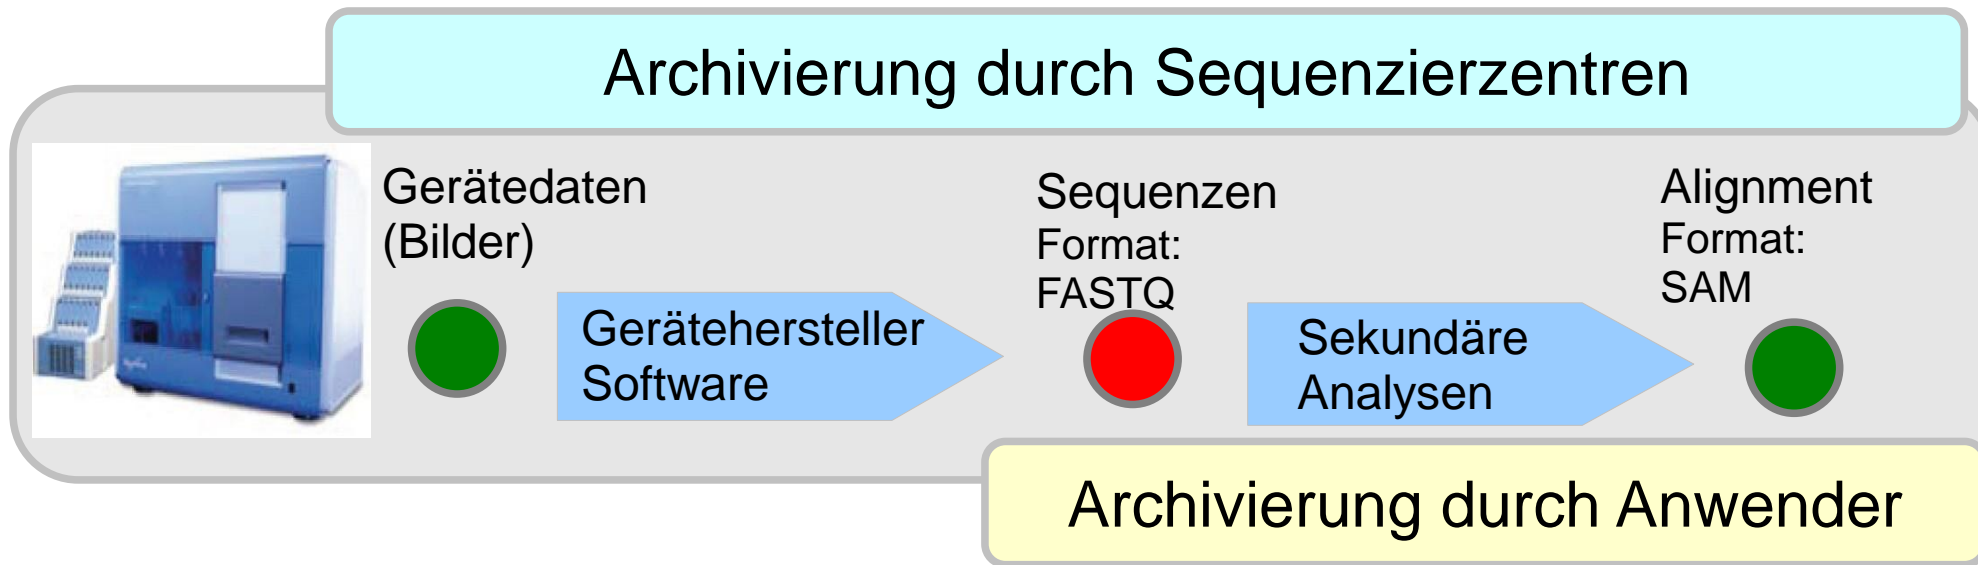 Archivierung durch Sequenzierzentren
Gerätedaten
(Bilder)
Gerätehersteller
Software
Sequenzen
Format:
FASTQ
Sekundäre
Analysen
Alignment
Format:
SAM
Archivierung durch Anwender